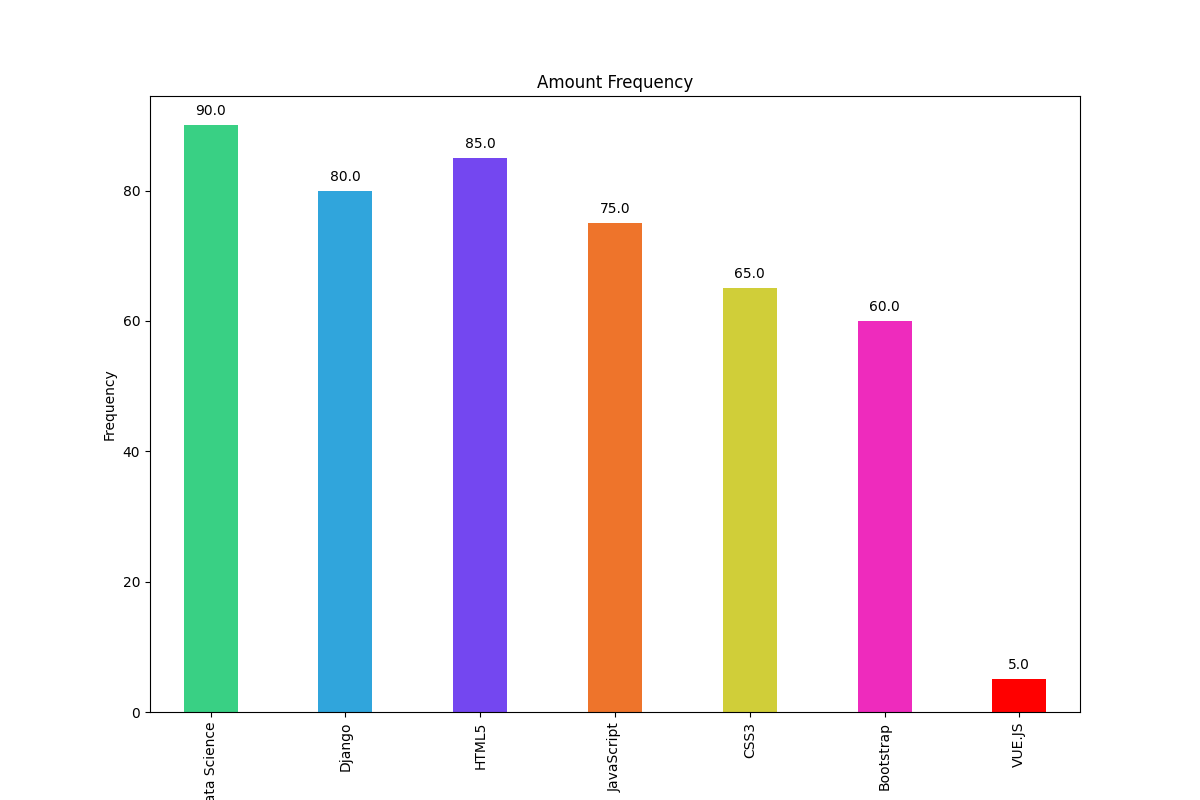 Amount Frequency
90.0
80.0
85.0
75.0
65.0
60.0
5.0
Frequency
80
60
40
20
0
ata Science
Django
HTML5
JavaScript
CSS3
Bootstrap
VUE.JS